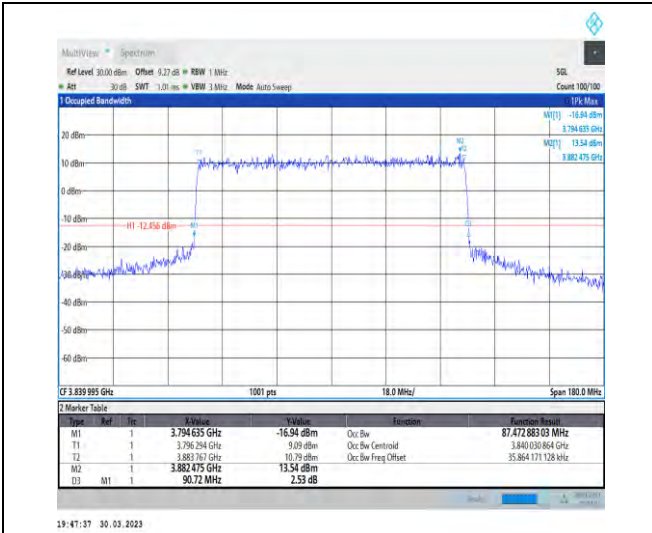 MultiView Spectrum
Ref Level 30.00 dBm Offset 9.27 dB RBW 1 MHz SGL
Att 30 dB SWT 1.01 ms VBW 3 MHz Mode Auto Sweep Count 100/100
1 Occupied Bandwidth 1Pk Max
M1[1] -16.94 dBm
3.794 635 GHz
M2[1] 13.54 dBm
3.882 475 GHz
20 dBm
10 dBm
0 dBm
-10 dBm
H1 -12.456 dBm
-30 dBm
-40 dBm
-50 dBm
-60 dBm
T1
M2
T2
M1
D3
CF 3.839 995 GHz 1001 pts 18.0 MHz/ Span 180.0 MHz
2 Marker Table
Type Ref Trc X-Value Y-Value Function Function Result
M1 1 3.794 635 GHz -16.94 dBm Occ Bw 87.472 883 03 MHz
T1 1 3.796 294 GHz 9.09 dBm Occ Bw Centroid 3.840 030 864 GHz
T2 1 3.883 767 GHz 10.79 dBm Occ Bw Freq Offset 35.864 171 128 kHz
M2 1 3.882 475 GHz 13.54 dBm
D3 M1 1 90.72 MHz 2.53 dB
19:47:37 30.03.2023